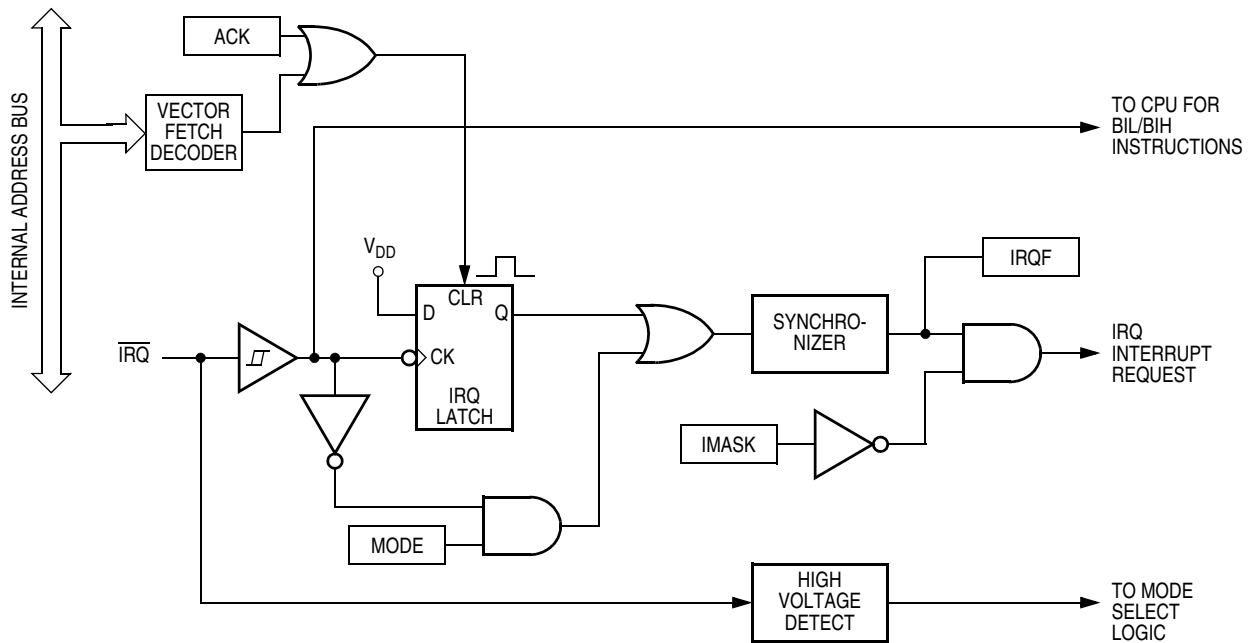 ACK
INTERNAL ADDRESS BUS
VECTOR
FETCH
DECODER
TO CPU FOR
BIL/BIH
INSTRUCTIONS
VDD
CLR
D
Q
CK
IRQ
LATCH
IRQ
SYNCHRO-
NIZER
IRQF
IRQ
INTERRUPT
REQUEST
IMASK
MODE
HIGH
VOLTAGE
DETECT
TO MODE
SELECT
LOGIC